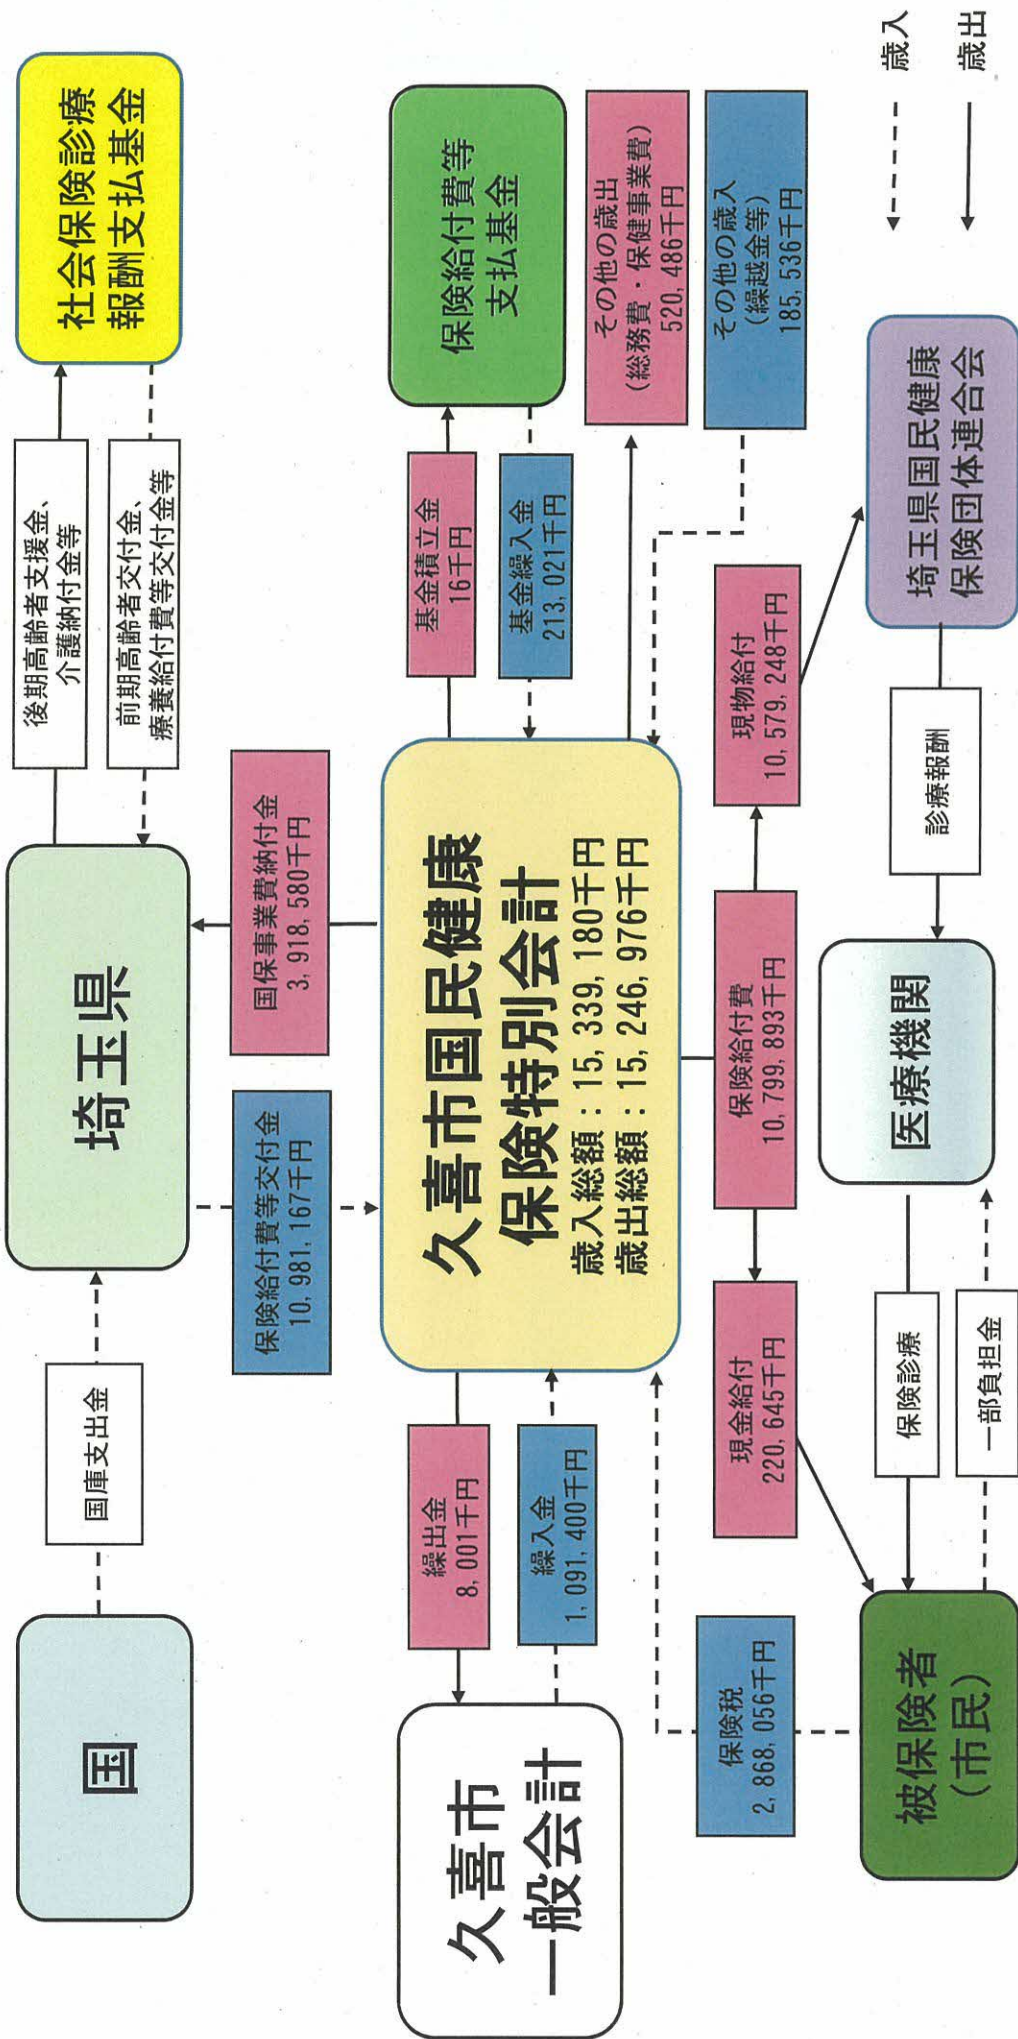 国
国庫支出金
埼玉県
後期高齢者支援金、
介護納付金等
前期高齢者交付金、
療養給付費等交付金等
社会保険診療
報酬支払基金
保険給付費等交付金
10,981,167千円
国保事業費納付金
3,918,580千円
久喜市
一般会計
繰出金
8,001千円
繰入金
1,091,400千円
久喜市国民健康
保険特別会計
歳入総額：15,339,180千円
歳出総額：15,246,976千円
基金積立金
16千円
基金繰入金
213,021千円
保険給付費等
支払基金
その他の歳出
(総務費・保健事業費)
520,486千円
その他の歳入
(繰越金等)
185,536千円
保険税
2,868,056千円
現金給付
220,645千円
保険給付費
10,799,893千円
現物給付
10,579,248千円
被保険者
(市民)
保険診療
一部負担金
医療機関
診療報酬
埼玉県国民健康
保険団体連合会
歳入
歳出